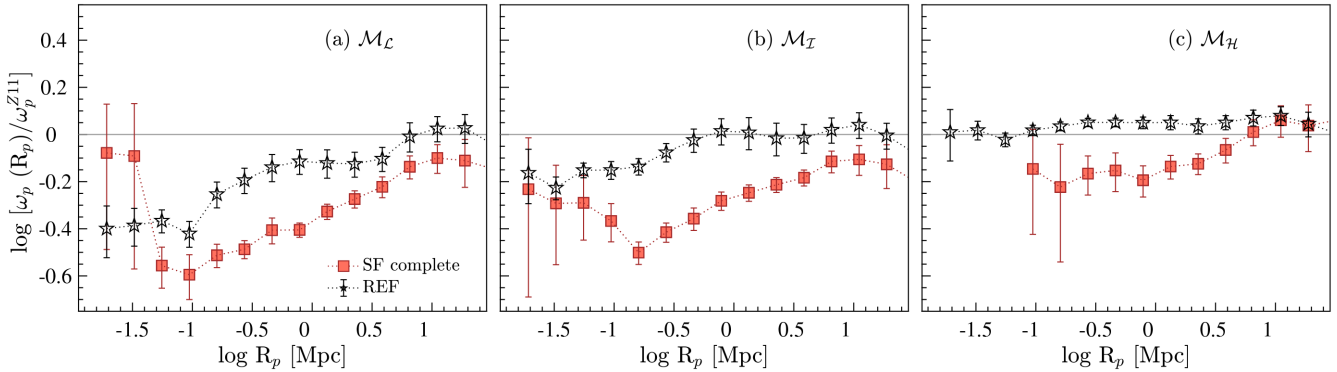 (a) M_L
(b) M_I
(c) M_H
log [ω_p (R_p)/ω_p^{Z11}]
0.4
0.2
0
-0.2
-0.4
-0.6
SF complete
REF
-1.5 -1 -0.5 0 0.5 1
-1.5 -1 -0.5 0 0.5 1
-1.5 -1 -0.5 0 0.5 1
log R_p [Mpc]
log R_p [Mpc]
log R_p [Mpc]